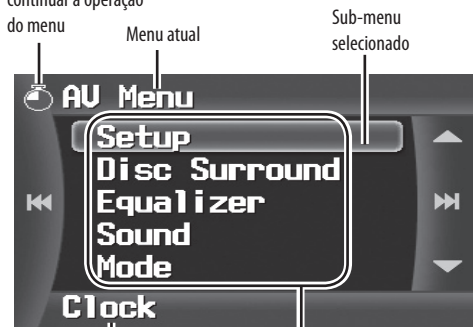 continuar a operação
do menu
Menu atual
Sub-menu
selecionado
AV Menu
Setup
Disc Surround
Equalizer
Sound
Mode
Clock